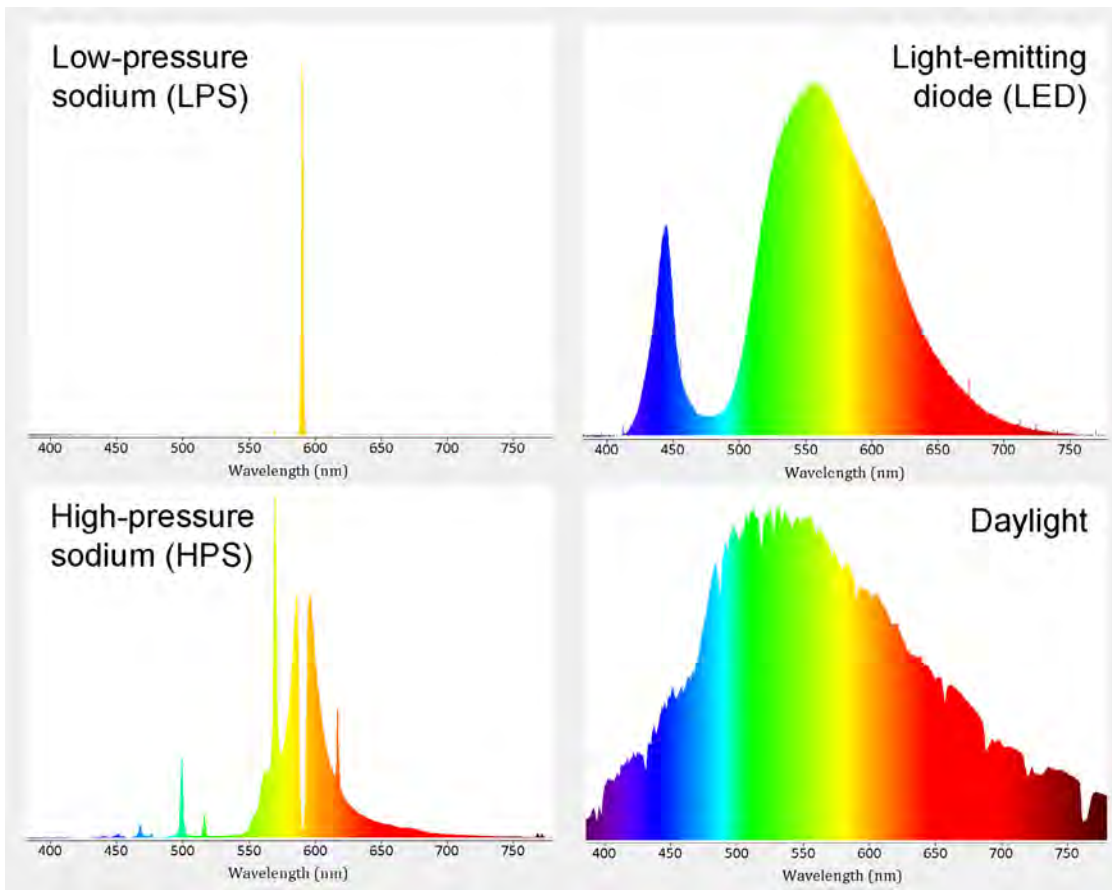 Low-pressure
sodium (LPS)
400 450 500 550 600 650 700 750
Wavelength (nm)
Light-emitting
diode (LED)
400 450 500 550 600 650 700 750
Wavelength (nm)
High-pressure
sodium (HPS)
400 450 500 550 600 650 700 750
Wavelength (nm)
Daylight
400 450 500 550 600 650 700 750
Wavelength (nm)